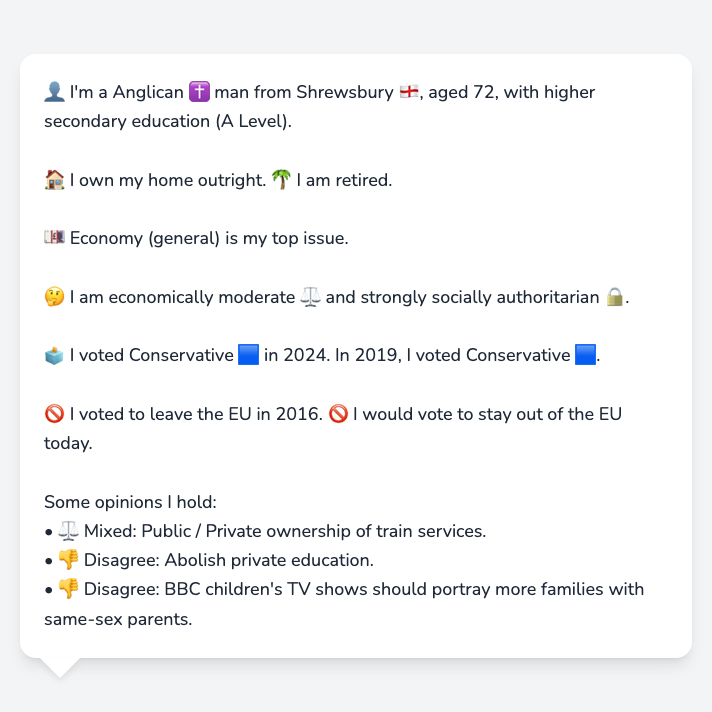 👤 I'm a Anglican ✝️ man from Shrewsbury 🏴󠁧󠁢󠁥󠁮󠁧󠁿, aged 72, with higher
secondary education (A Level).
🏠 I own my home outright. 🌴 I am retired.
💷 Economy (general) is my top issue.
🤔 I am economically moderate ⚖️ and strongly socially authoritarian 🔒.
🗳️ I voted Conservative 🟦 in 2024. In 2019, I voted Conservative 🟦.
🚫 I voted to leave the EU in 2016. 🚫 I would vote to stay out of the EU
today.
Some opinions I hold:
• ⚖️ Mixed: Public / Private ownership of train services.
• 👎 Disagree: Abolish private education.
• 👎 Disagree: BBC children's TV shows should portray more families with
same-sex parents.